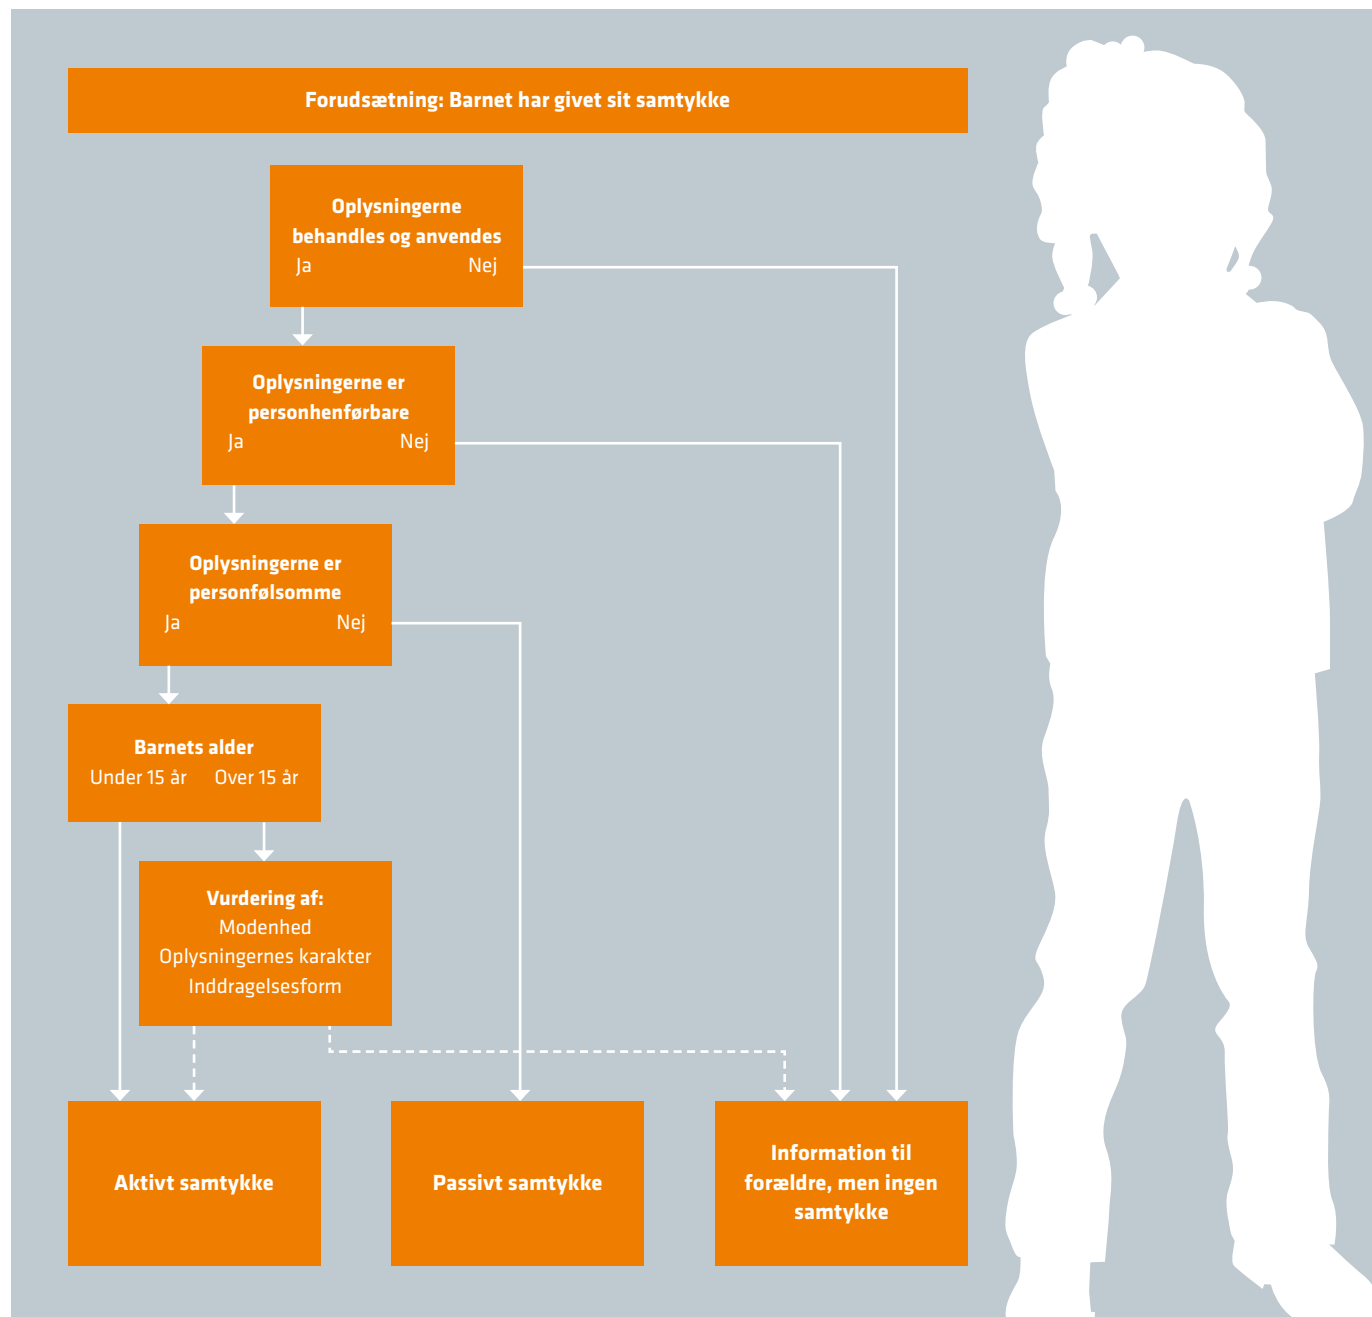 Forudsætning: Barnet har givet sit samtykke
Oplysningerne
behandles og anvendes
Ja Nej
Oplysningerne er
personhenførbare
Ja Nej
Oplysningerne er
personfølsomme
Ja Nej
Barnets alder
Under 15 år Over 15 år
Vurdering af:
Modenhed
Oplysningernes karakter
Inddragelsesform
Aktivt samtykke
Passivt samtykke
Information til
forældre, men ingen
samtykke